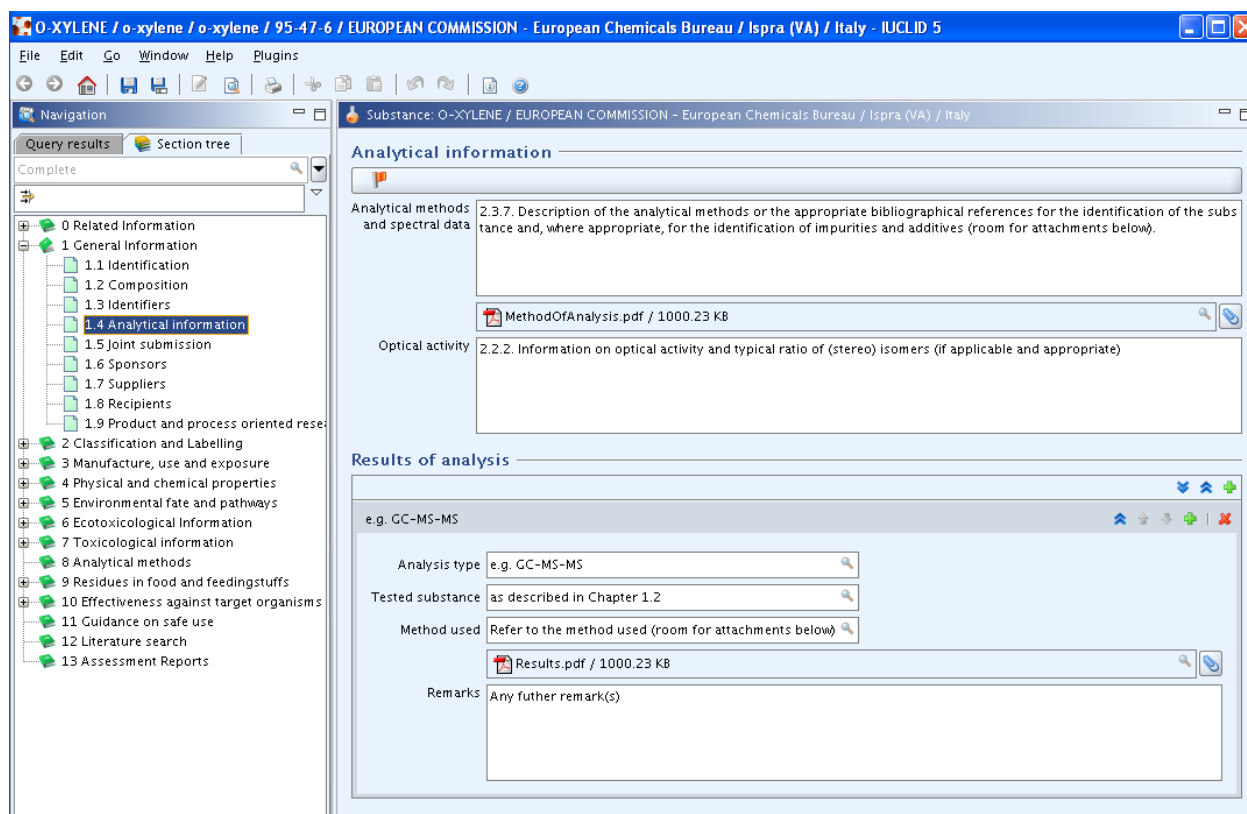 O-XYLENE / o-xylene / o-xylene / 95-47-6 / EUROPEAN COMMISSION - European Chemicals Bureau / Ispra (VA) / Italy - IUCLID 5
File Edit Go Window Help Plugins
Navigation
Query results Section tree
Complete
0 Related Information
1 General Information
1.1 Identification
1.2 Composition
1.3 Identifiers
1.4 Analytical information
1.5 Joint submission
1.6 Sponsors
1.7 Suppliers
1.8 Recipients
1.9 Product and process oriented resea
2 Classification and Labelling
3 Manufacture, use and exposure
4 Physical and chemical properties
5 Environmental fate and pathways
6 Ecotoxicological Information
7 Toxicological information
8 Analytical methods
9 Residues in food and feedingstuffs
10 Effectiveness against target organisms
11 Guidance on safe use
12 Literature search
13 Assessment Reports
Substance: O-XYLENE / EUROPEAN COMMISSION - European Chemicals Bureau / Ispra (VA) / Italy
Analytical information
Analytical methods
and spectral data
2.3.7. Description of the analytical methods or the appropriate bibliographical references for the identification of the subs
tance and, where appropriate, for the identification of impurities and additives (room for attachments below).
MethodOfAnalysis.pdf / 1000.23 KB
Optical activity
2.2.2. Information on optical activity and typical ratio of (stereo) isomers (if applicable and appropriate)
Results of analysis
e.g. GC-MS-MS
Analysis type e.g. GC-MS-MS
Tested substance as described in Chapter 1.2
Method used Refer to the method used (room for attachments below)
Results.pdf / 1000.23 KB
Remarks Any futher remark(s)